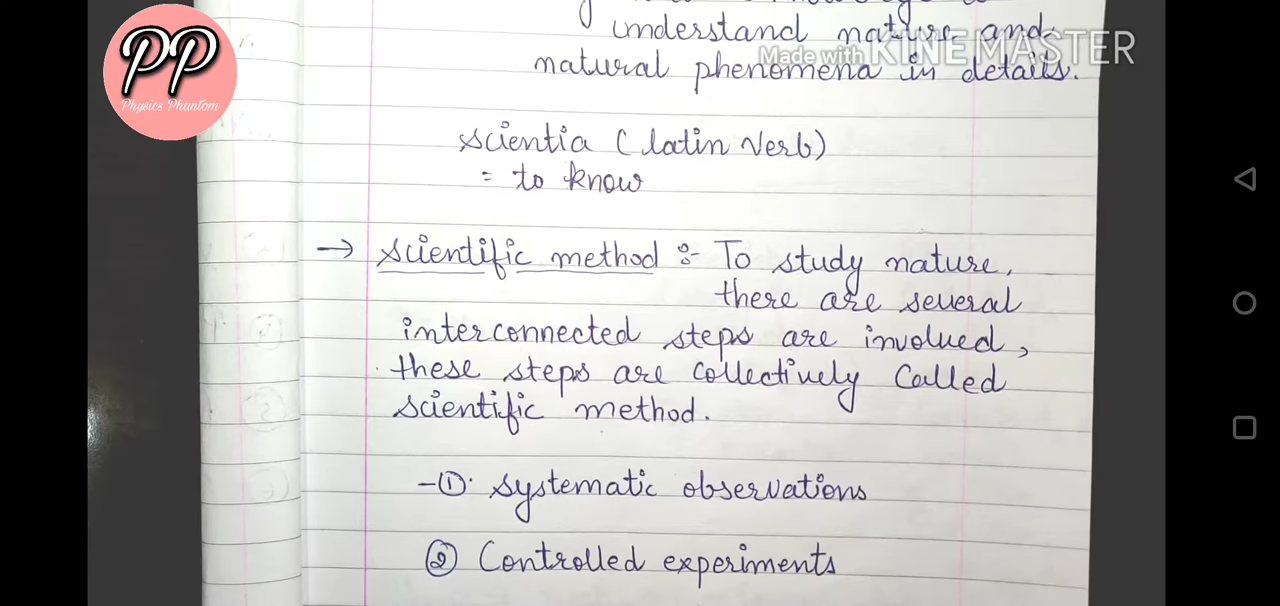 PP
Physics Phantom
understand nature and
Made with KINEMASTER
natural phenomena in details.
scientia (latin verb)
= to know
→ scientific method :- To study nature,
there are several
interconnected steps are involved,
these steps are collectively called
scientific method.
-①. systematic observations
② Controlled experiments